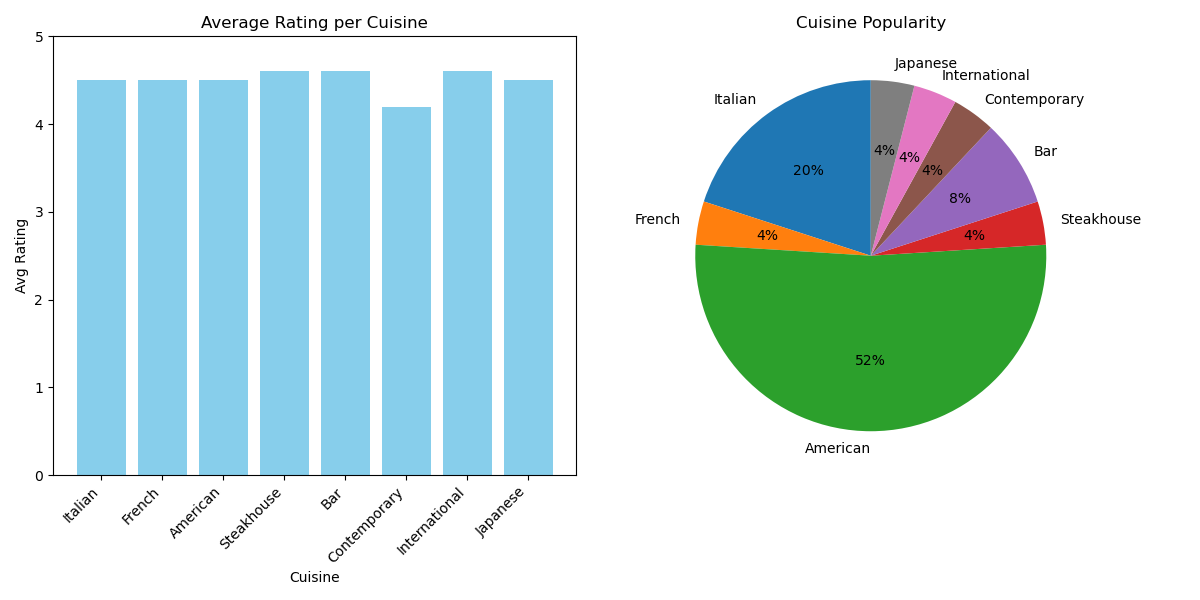 Average Rating per Cuisine
5
4
3
2
1
0
Avg Rating
Italian
French
American
Steakhouse
Bar
Contemporary
International
Japanese
Cuisine
Cuisine Popularity
Japanese
International
Contemporary
Italian
Bar
French
Steakhouse
American
4%
4%
4%
20%
8%
4%
4%
52%